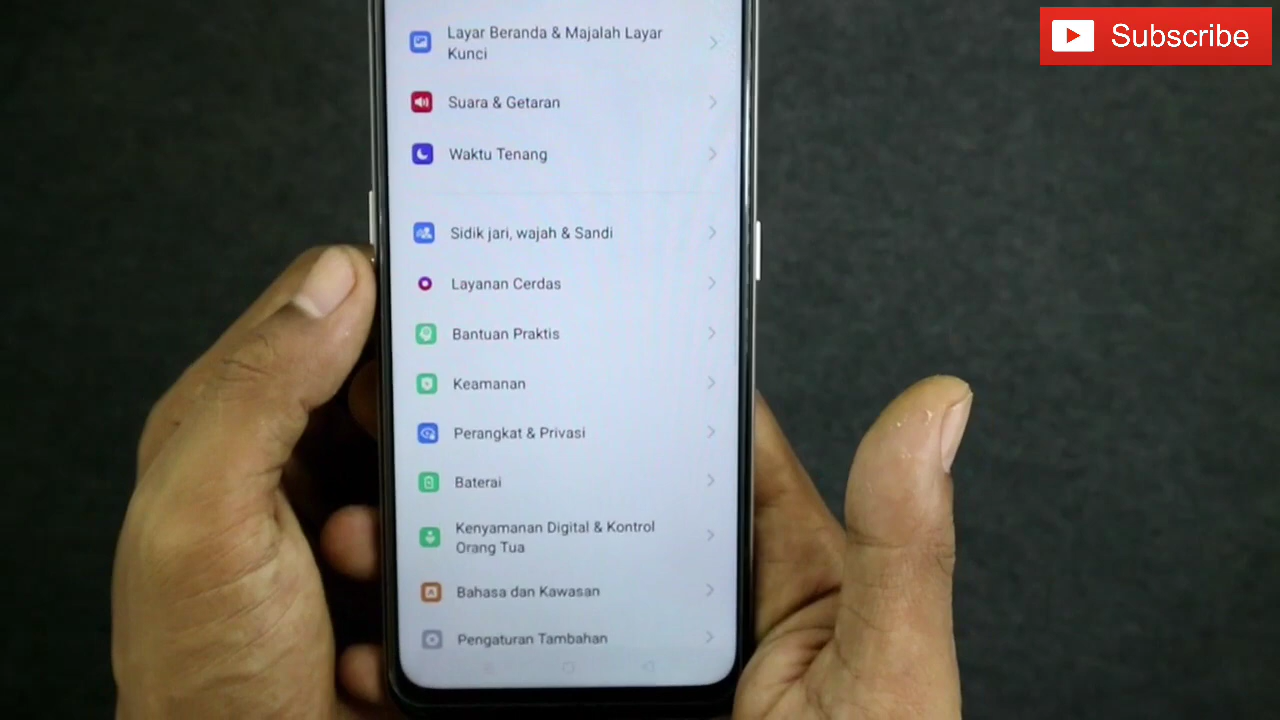 Subscribe
Layar Beranda & Majalah Layar
Kunci
Suara & Getaran
Waktu Tenang
Sidik jari, wajah & Sandi
Layanan Cerdas
Bantuan Praktis
Keamanan
Perangkat & Privasi
Baterai
Kenyamanan Digital & Kontrol
Orang Tua
Bahasa dan Kawasan
Pengaturan Tambahan